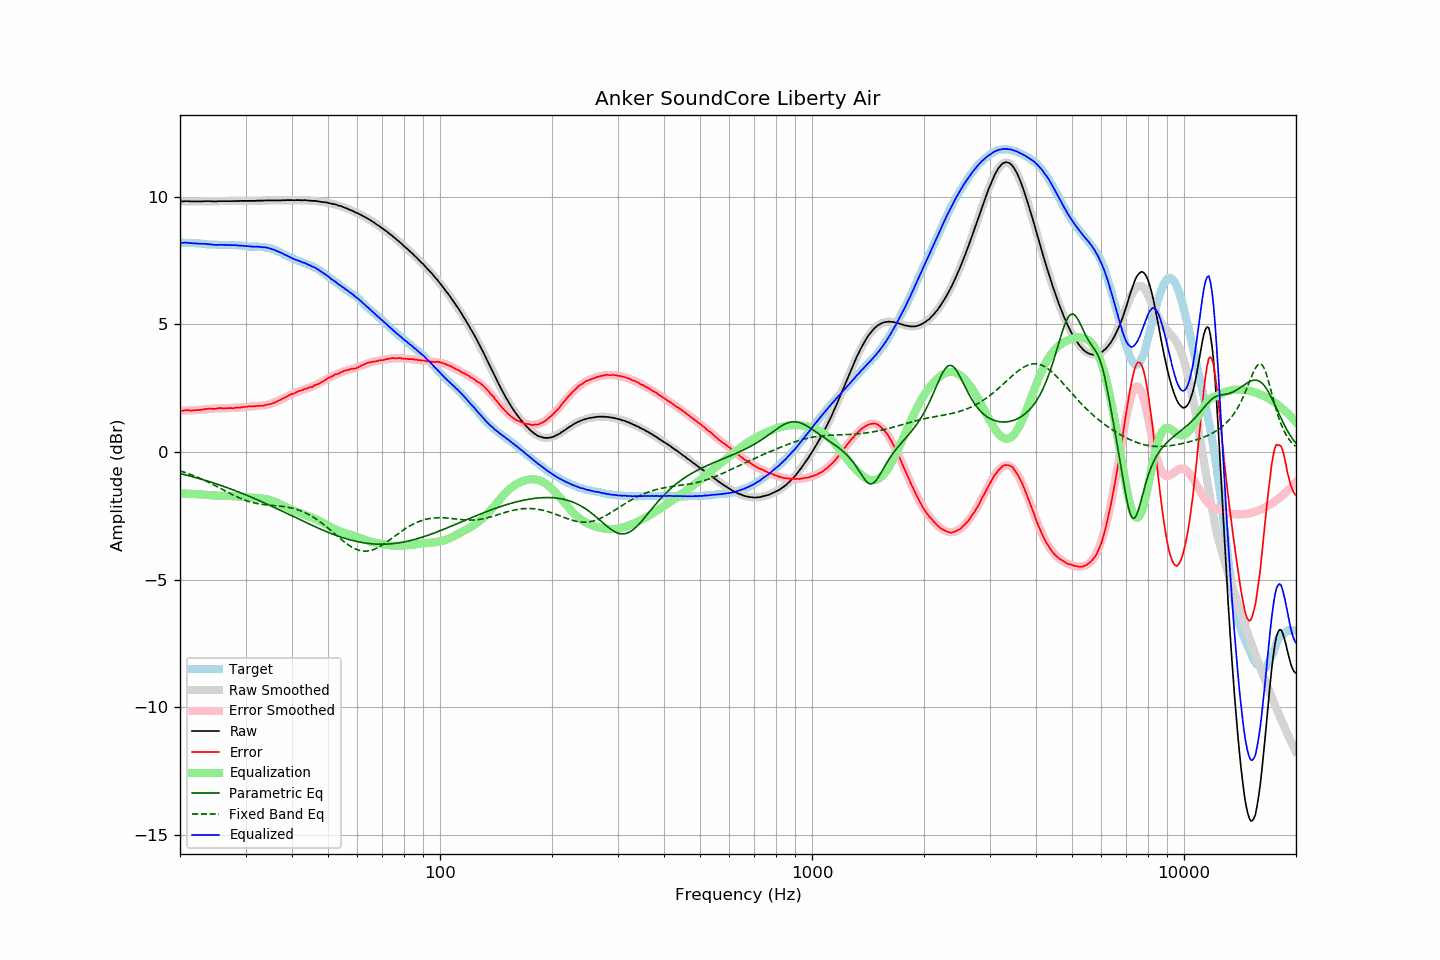 Anker SoundCore Liberty Air
Amplitude (dBr)
10
5
0
−5
−10
−15
Target
Raw Smoothed
Error Smoothed
Raw
Error
Equalization
Parametric Eq
Fixed Band Eq
Equalized
100
1000
10000
Frequency (Hz)